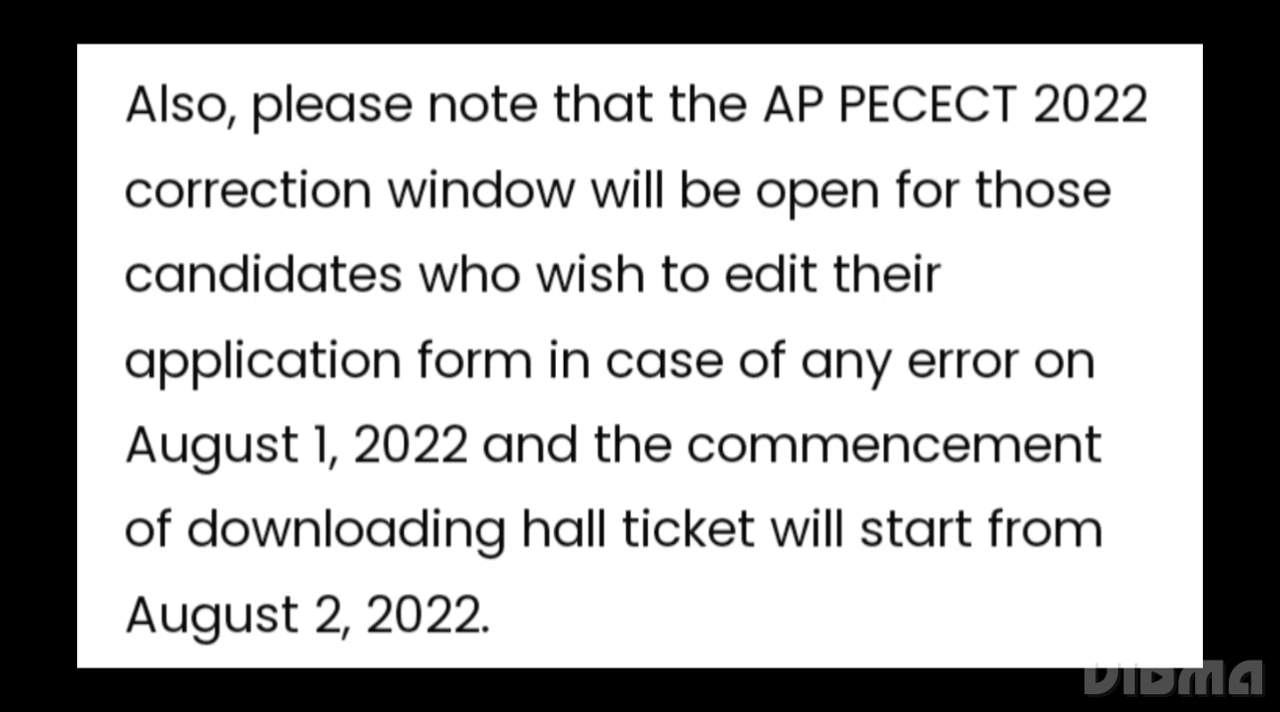 Also, please note that the AP PECECT 2022
correction window will be open for those
candidates who wish to edit their
application form in case of any error on
August 1, 2022 and the commencement
of downloading hall ticket will start from
August 2, 2022.
VIDMA